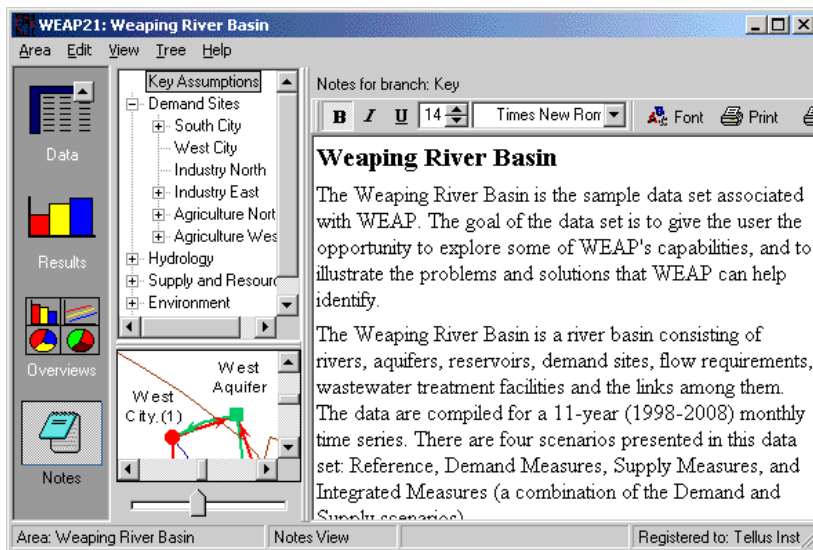 WEAP21: Weaping River Basin
Area Edit View Tree Help
Data
Results
Overviews
Notes
Key Assumptions
Demand Sites
South City
West City
Industry North
Industry East
Agriculture Nort
Agriculture Wes
Hydrology
Supply and Resourc
Environment
West
Aquifer
West
City.(1)
Notes for branch: Key
B I U 14 Times New Rom Font Print
Weaping River Basin
The Weaping River Basin is the sample data set associated
with WEAP. The goal of the data set is to give the user the
opportunity to explore some of WEAP's capabilities, and to
illustrate the problems and solutions that WEAP can help
identify.
The Weaping River Basin is a river basin consisting of
rivers, aquifers, reservoirs, demand sites, flow requirements,
wastewater treatment facilities and the links among them.
The data are compiled for a 11-year (1998-2008) monthly
time series. There are four scenarios presented in this data
set: Reference, Demand Measures, Supply Measures, and
Integrated Measures (a combination of the Demand and
Supply scenarios)
Area: Weaping River Basin Notes View Registered to: Tellus Inst